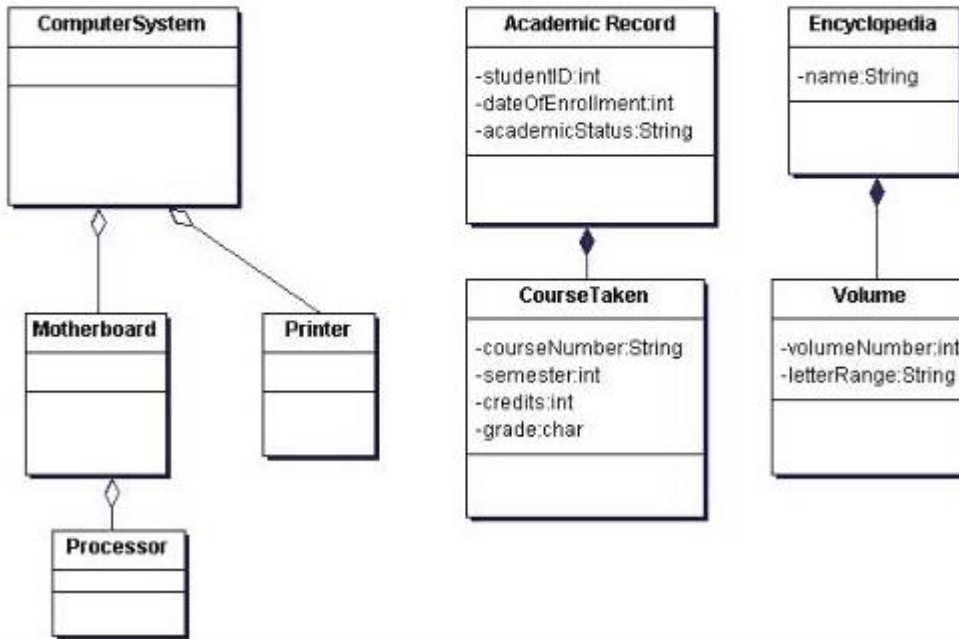 ComputerSystem
Motherboard
Printer
Processor
Academic Record
-studentID:int
-dateOfEnrollment:int
-academicStatus:String
CourseTaken
-courseNumber:String
-semester:int
-credits:int
-grade:char
Encyclopedia
-name:String
Volume
-volumeNumber:int
-letterRange:String